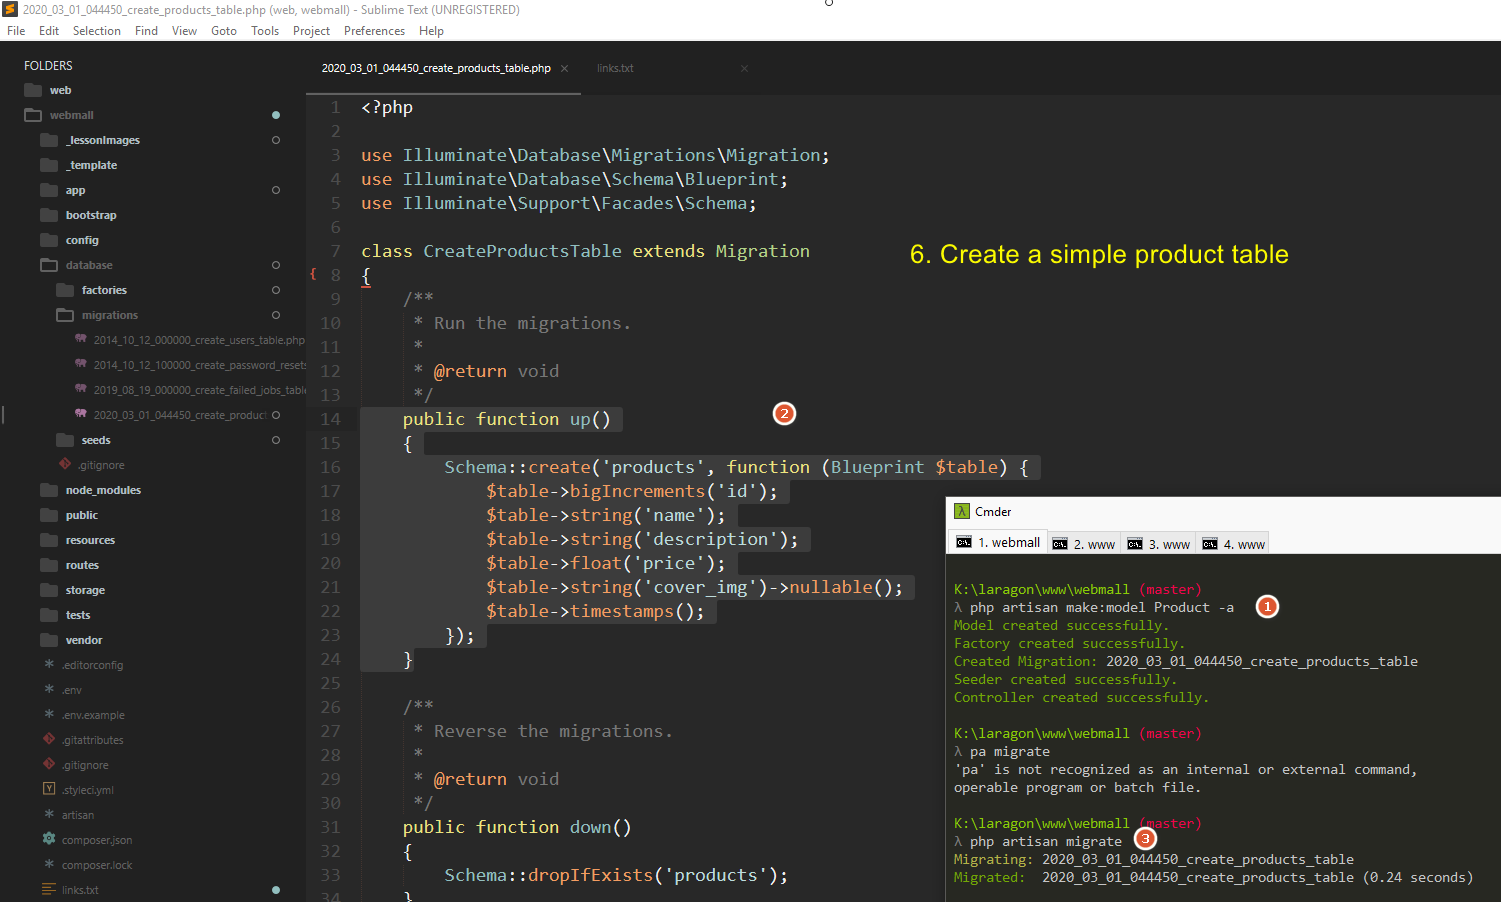 2020_03_01_044450_create_products_table.php (web, webmall) - Sublime Text (UNREGISTERED)
File Edit Selection Find View Goto Tools Project Preferences Help
FOLDERS
web
webmall
_lessonImages
_template
app
bootstrap
config
database
factories
migrations
2014_10_12_000000_create_users_table.php
2014_10_12_100000_create_password_resets
2019_08_19_000000_create_failed_jobs_table
2020_03_01_044450_create_product
seeds
.gitignore
node_modules
public
resources
routes
storage
tests
vendor
.editorconfig
.env
.env.example
.gitattributes
.gitignore
.styleci.yml
artisan
composer.json
composer.lock
links.txt
2020_03_01_044450_create_products_table.php × links.txt ×
1 <?php
2
3 use Illuminate\Database\Migrations\Migration;
4 use Illuminate\Database\Schema\Blueprint;
5 use Illuminate\Support\Facades\Schema;
6
7 class CreateProductsTable extends Migration
{ 8 {
9 /**
10 * Run the migrations.
11 *
12 * @return void
13 */
14 public function up()
15 {
16 Schema::create('products', function (Blueprint $table) {
17 $table->bigIncrements('id');
18 $table->string('name');
19 $table->string('description');
20 $table->float('price');
21 $table->string('cover_img')->nullable();
22 $table->timestamps();
23 });
24 }
25
26 /**
27 * Reverse the migrations.
28 *
29 * @return void
30 */
31 public function down()
32 {
33 Schema::dropIfExists('products');
34 }
6. Create a simple product table
2
λ Cmder
1. webmall 2. www 3. www 4. www
K:\laragon\www\webmall (master)
λ php artisan make:model Product -a 1
Model created successfully.
Factory created successfully.
Created Migration: 2020_03_01_044450_create_products_table
Seeder created successfully.
Controller created successfully.
K:\laragon\www\webmall (master)
λ pa migrate
'pa' is not recognized as an internal or external command,
operable program or batch file.
K:\laragon\www\webmall (master)
λ php artisan migrate 3
Migrating: 2020_03_01_044450_create_products_table
Migrated:  2020_03_01_044450_create_products_table (0.24 seconds)